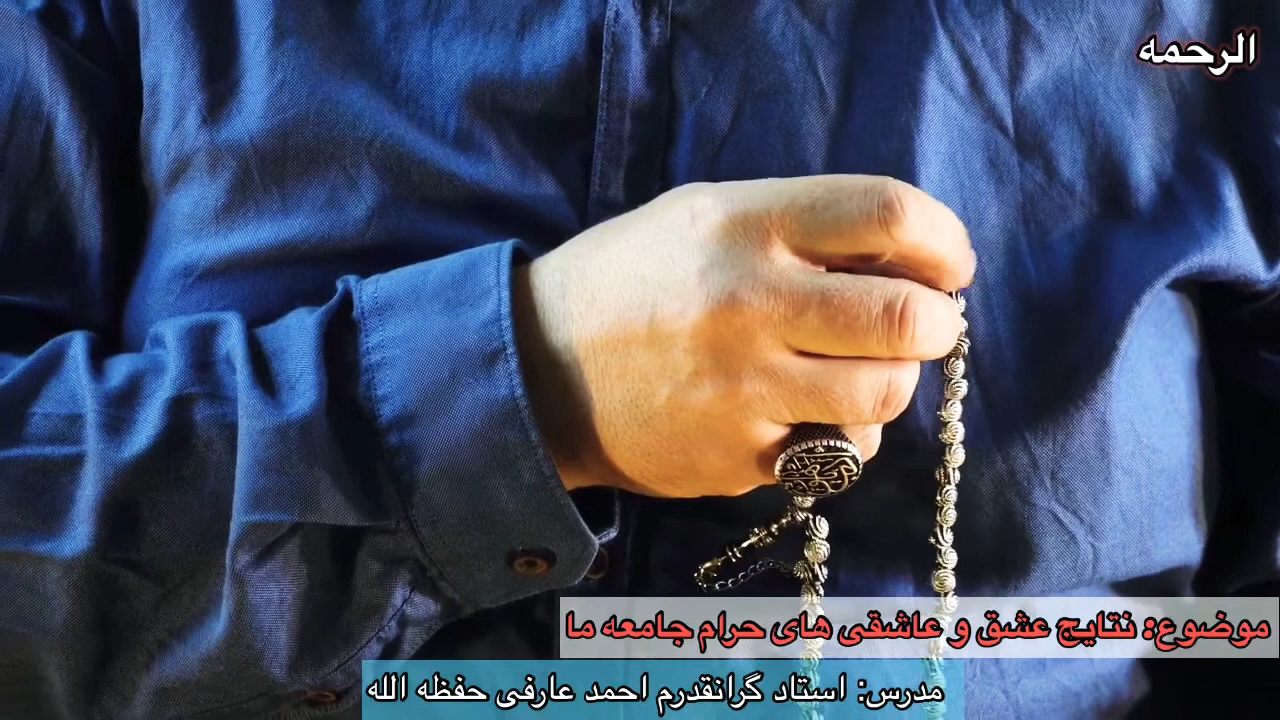 الرحمه
موضوع: نتایج عشق و عاشقی های حرام جامعه ما
مدرس: استاد گرانقدرم احمد عارفی حفظه الله